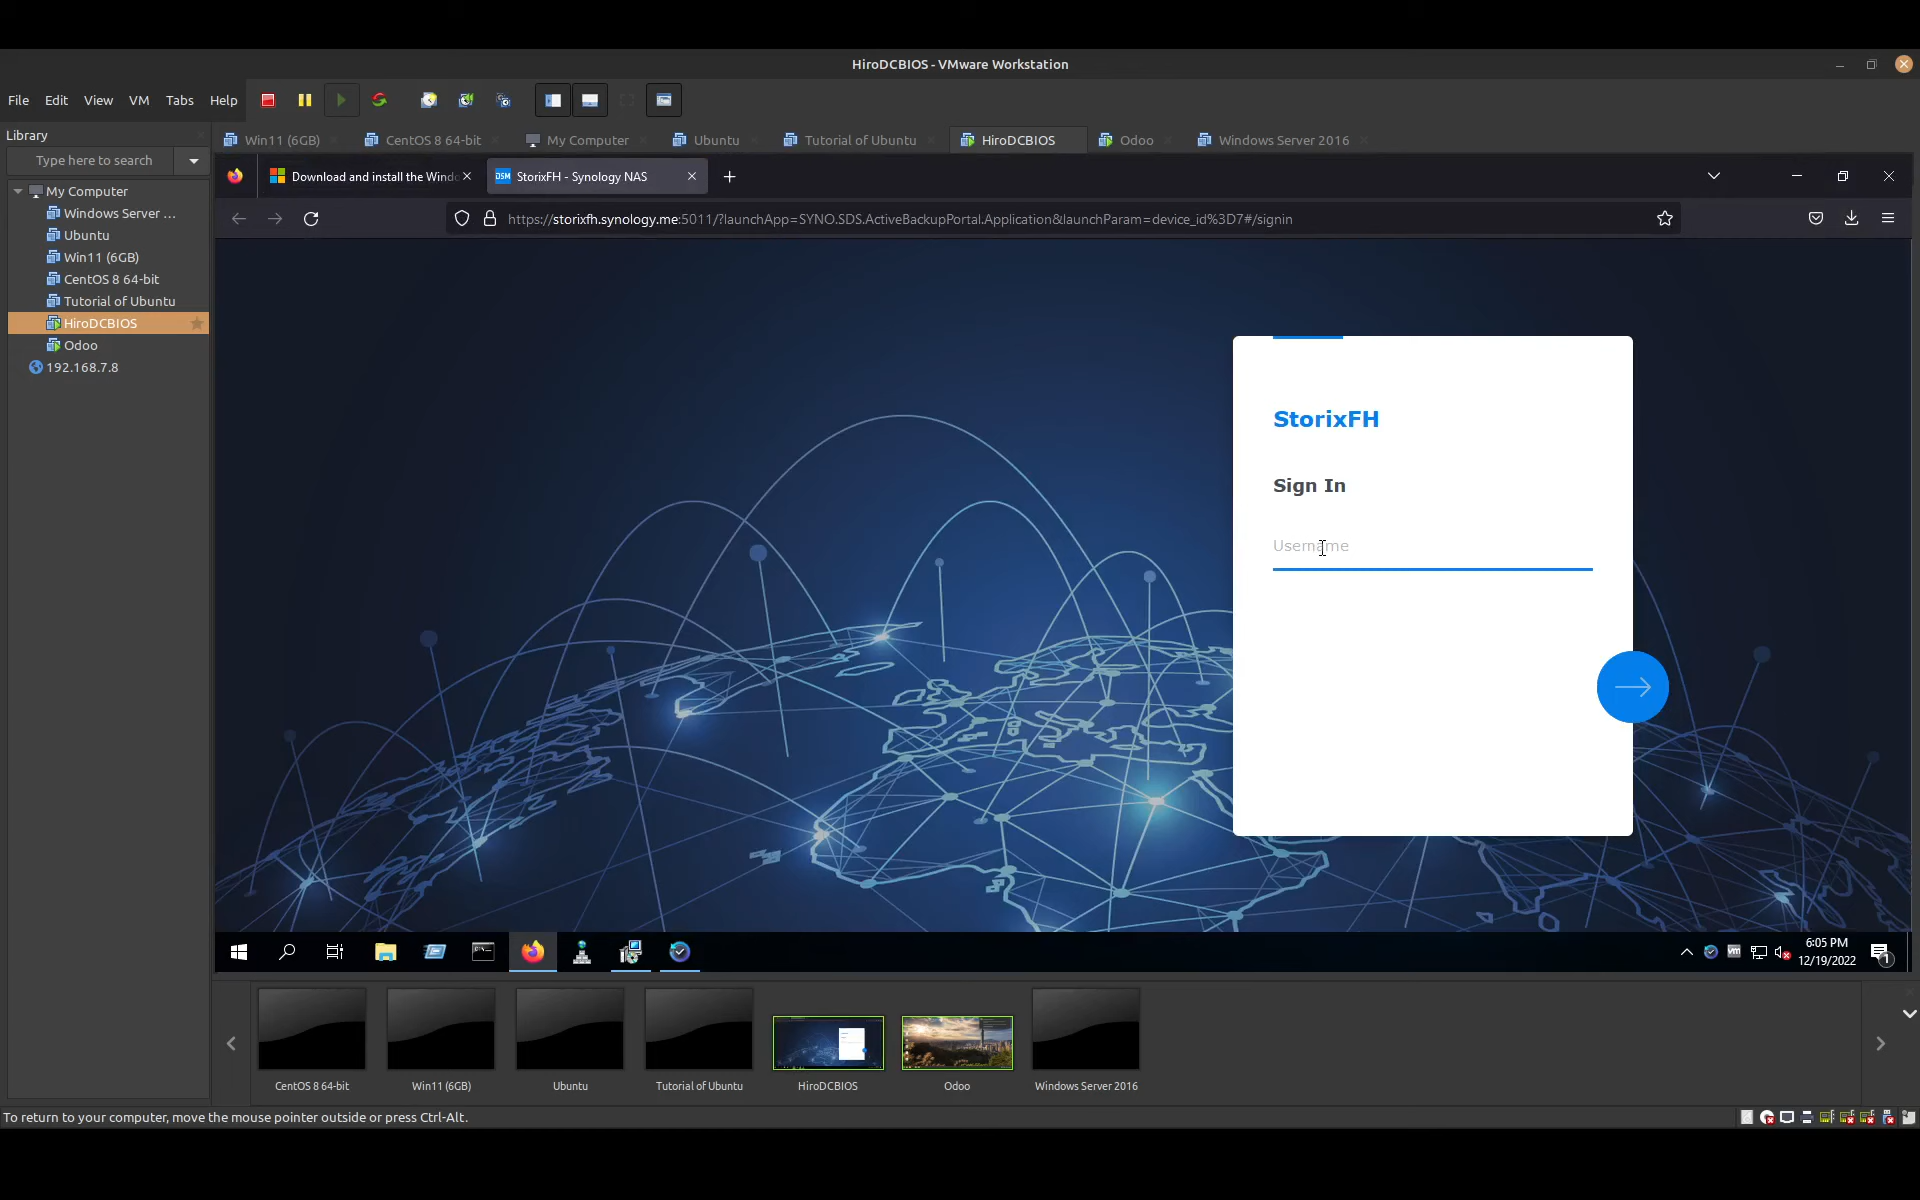 HiroDCBIOS - VMware Workstation
File Edit View VM Tabs Help
Library
Type here to search
My Computer
Windows Server ...
Ubuntu
Win11 (6GB)
CentOS 8 64-bit
Tutorial of Ubuntu
HiroDCBIOS
Odoo
192.168.7.8
Win11 (6GB) CentOS 8 64-bit My Computer Ubuntu Tutorial of Ubuntu HiroDCBIOS Odoo Windows Server 2016
Download and install the Windo DSM StorixFH - Synology NAS
https://storixfh.synology.me:5011/?launchApp=SYNO.SDS.ActiveBackupPortal.Application&launchParam=device_id%3D7#/signin
StorixFH
Sign In
Username
vm
6:05 PM
12/19/2022
1
CentOS 8 64-bit Win11 (6GB) Ubuntu Tutorial of Ubuntu HiroDCBIOS Odoo Windows Server 2016
To return to your computer, move the mouse pointer outside or press Ctrl-Alt.